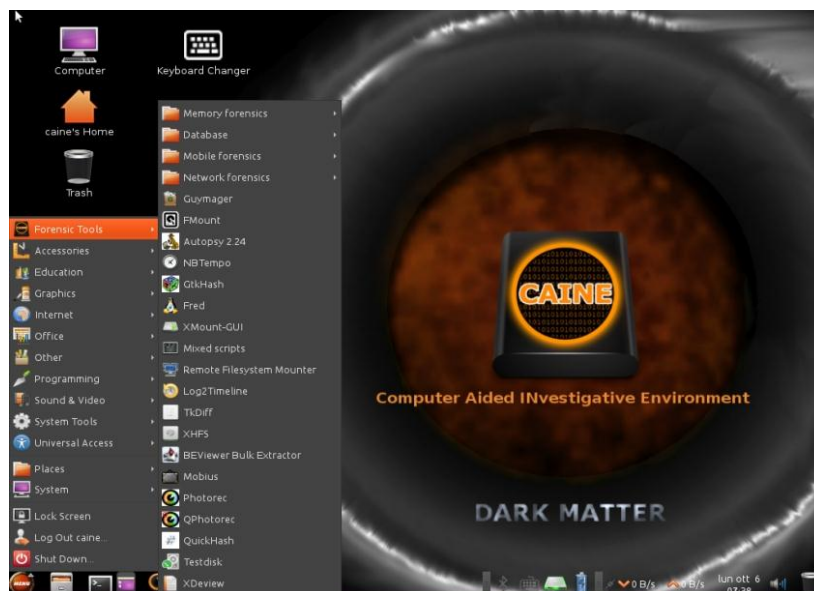 Computer
Keyboard Changer
caine's Home
Trash
Forensic Tools
Accessories
Education
Graphics
Internet
Office
Other
Programming
Sound & Video
System Tools
Universal Access
Places
System
Lock Screen
Log Out caine...
Shut Down...
Memory forensics
Database
Mobile forensics
Network forensics
Guymager
FMount
Autopsy 2.24
NBTempo
GtkHash
Fred
XMount-GUI
Mixed scripts
Remote Filesystem Mounter
Log2Timeline
TkDiff
XHFS
BEViewer Bulk Extractor
Mobius
Photorec
QPhotorec
QuickHash
Testdisk
XDeview
CAINE
Computer Aided INvestigative Environment
DARK MATTER
MENU
0 B/s
0 B/s
lun ott 6
07.38